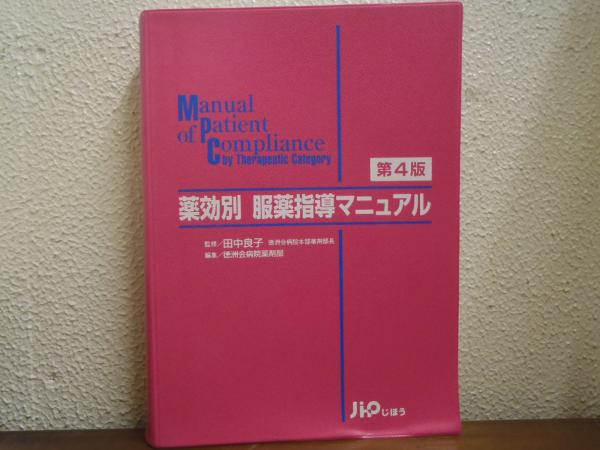 Manual
of Patient
Compliance
by Therapeutic Category
第4版
薬効別 服薬指導マニュアル
監修／田中良子 徳洲会病院本部薬剤部長
編集／徳洲会病院薬剤部
JiHO じほう